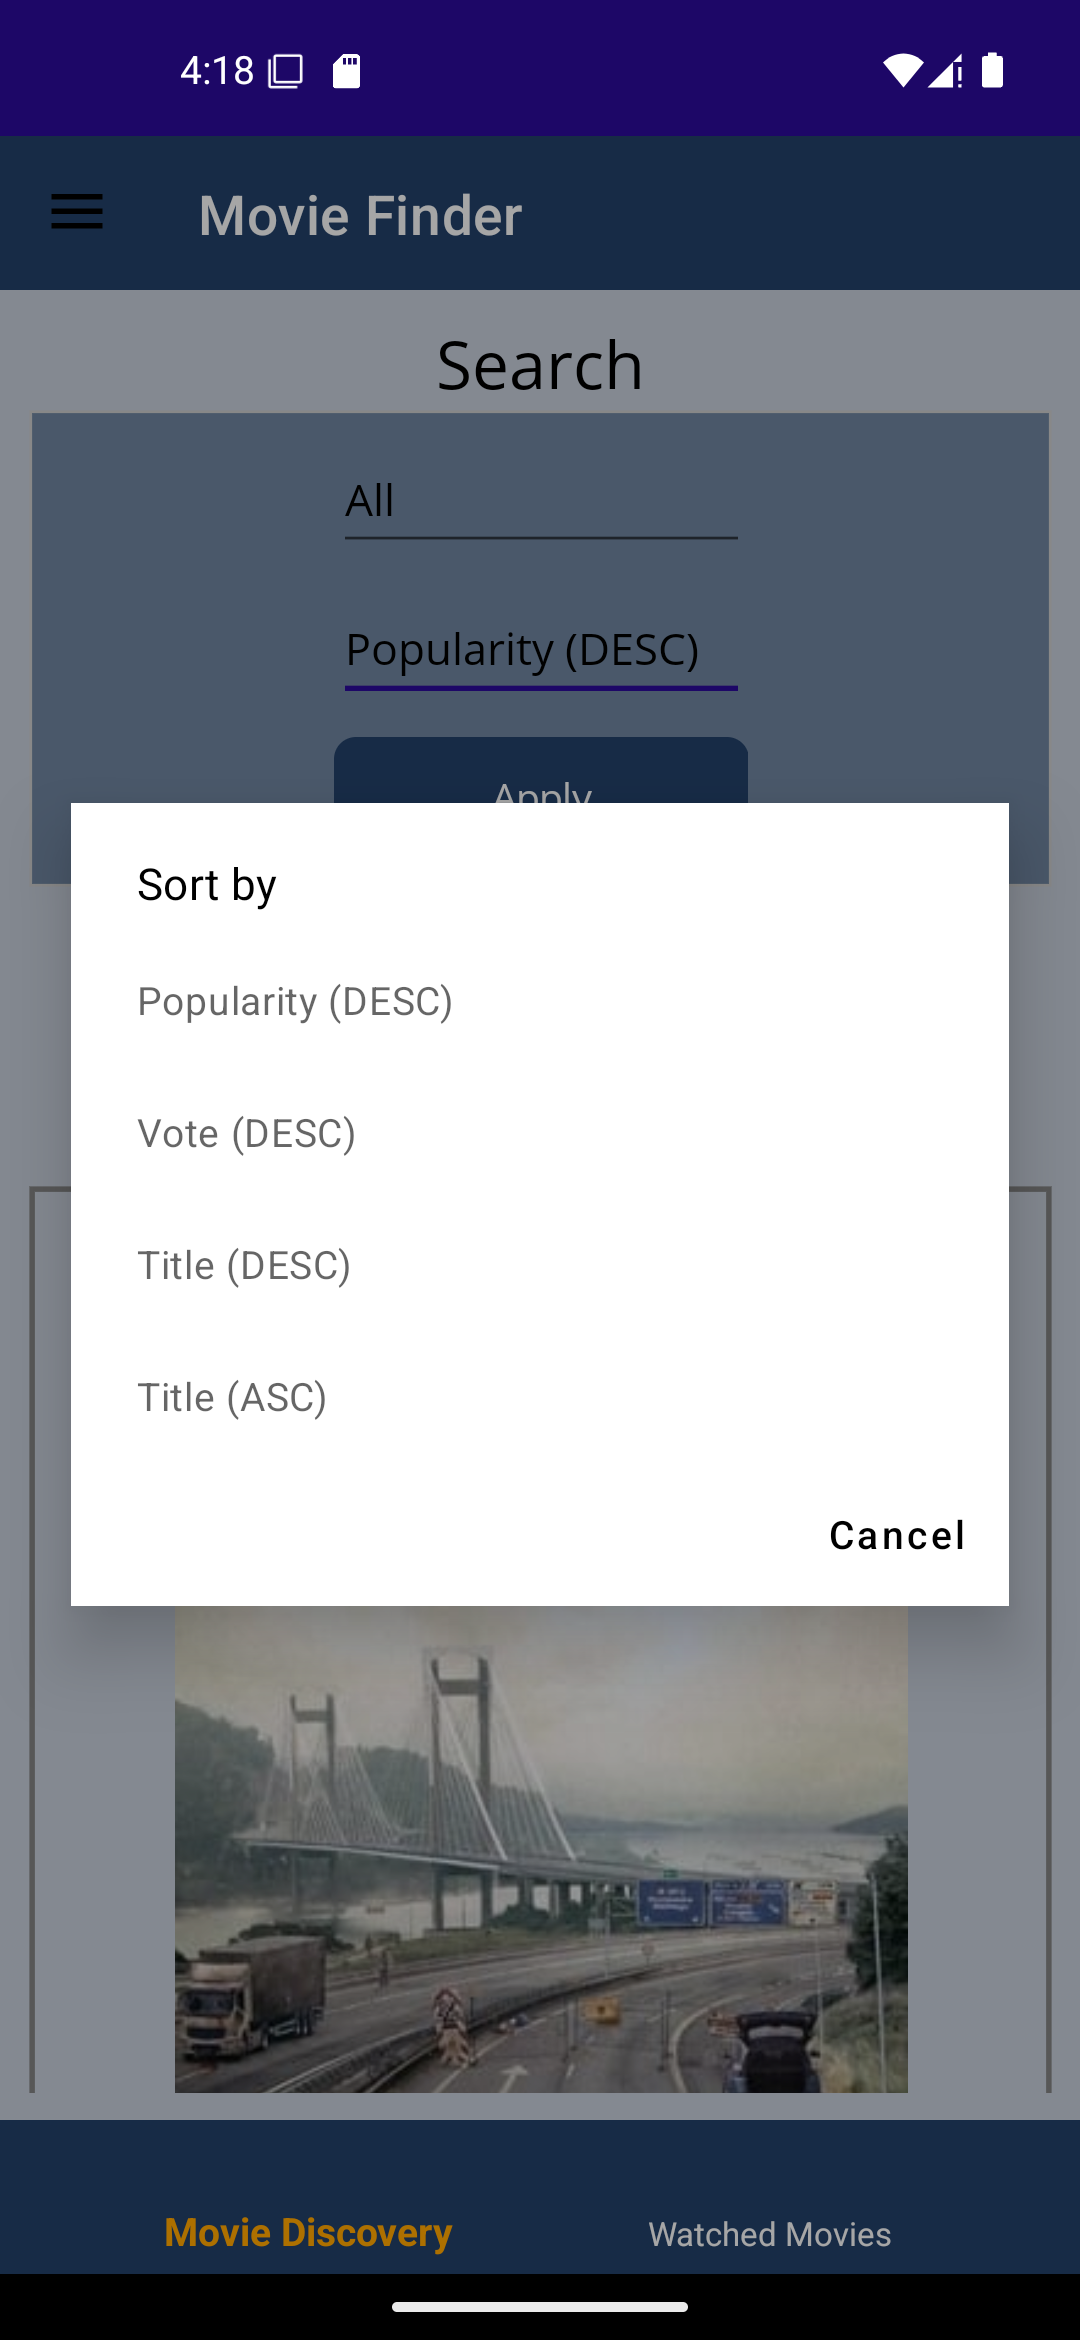 4:18
Movie Finder
Search
All
Popularity (DESC)
Apply
Sort by
Popularity (DESC)
Vote (DESC)
Title (DESC)
Title (ASC)
Cancel
Movie Discovery
Watched Movies